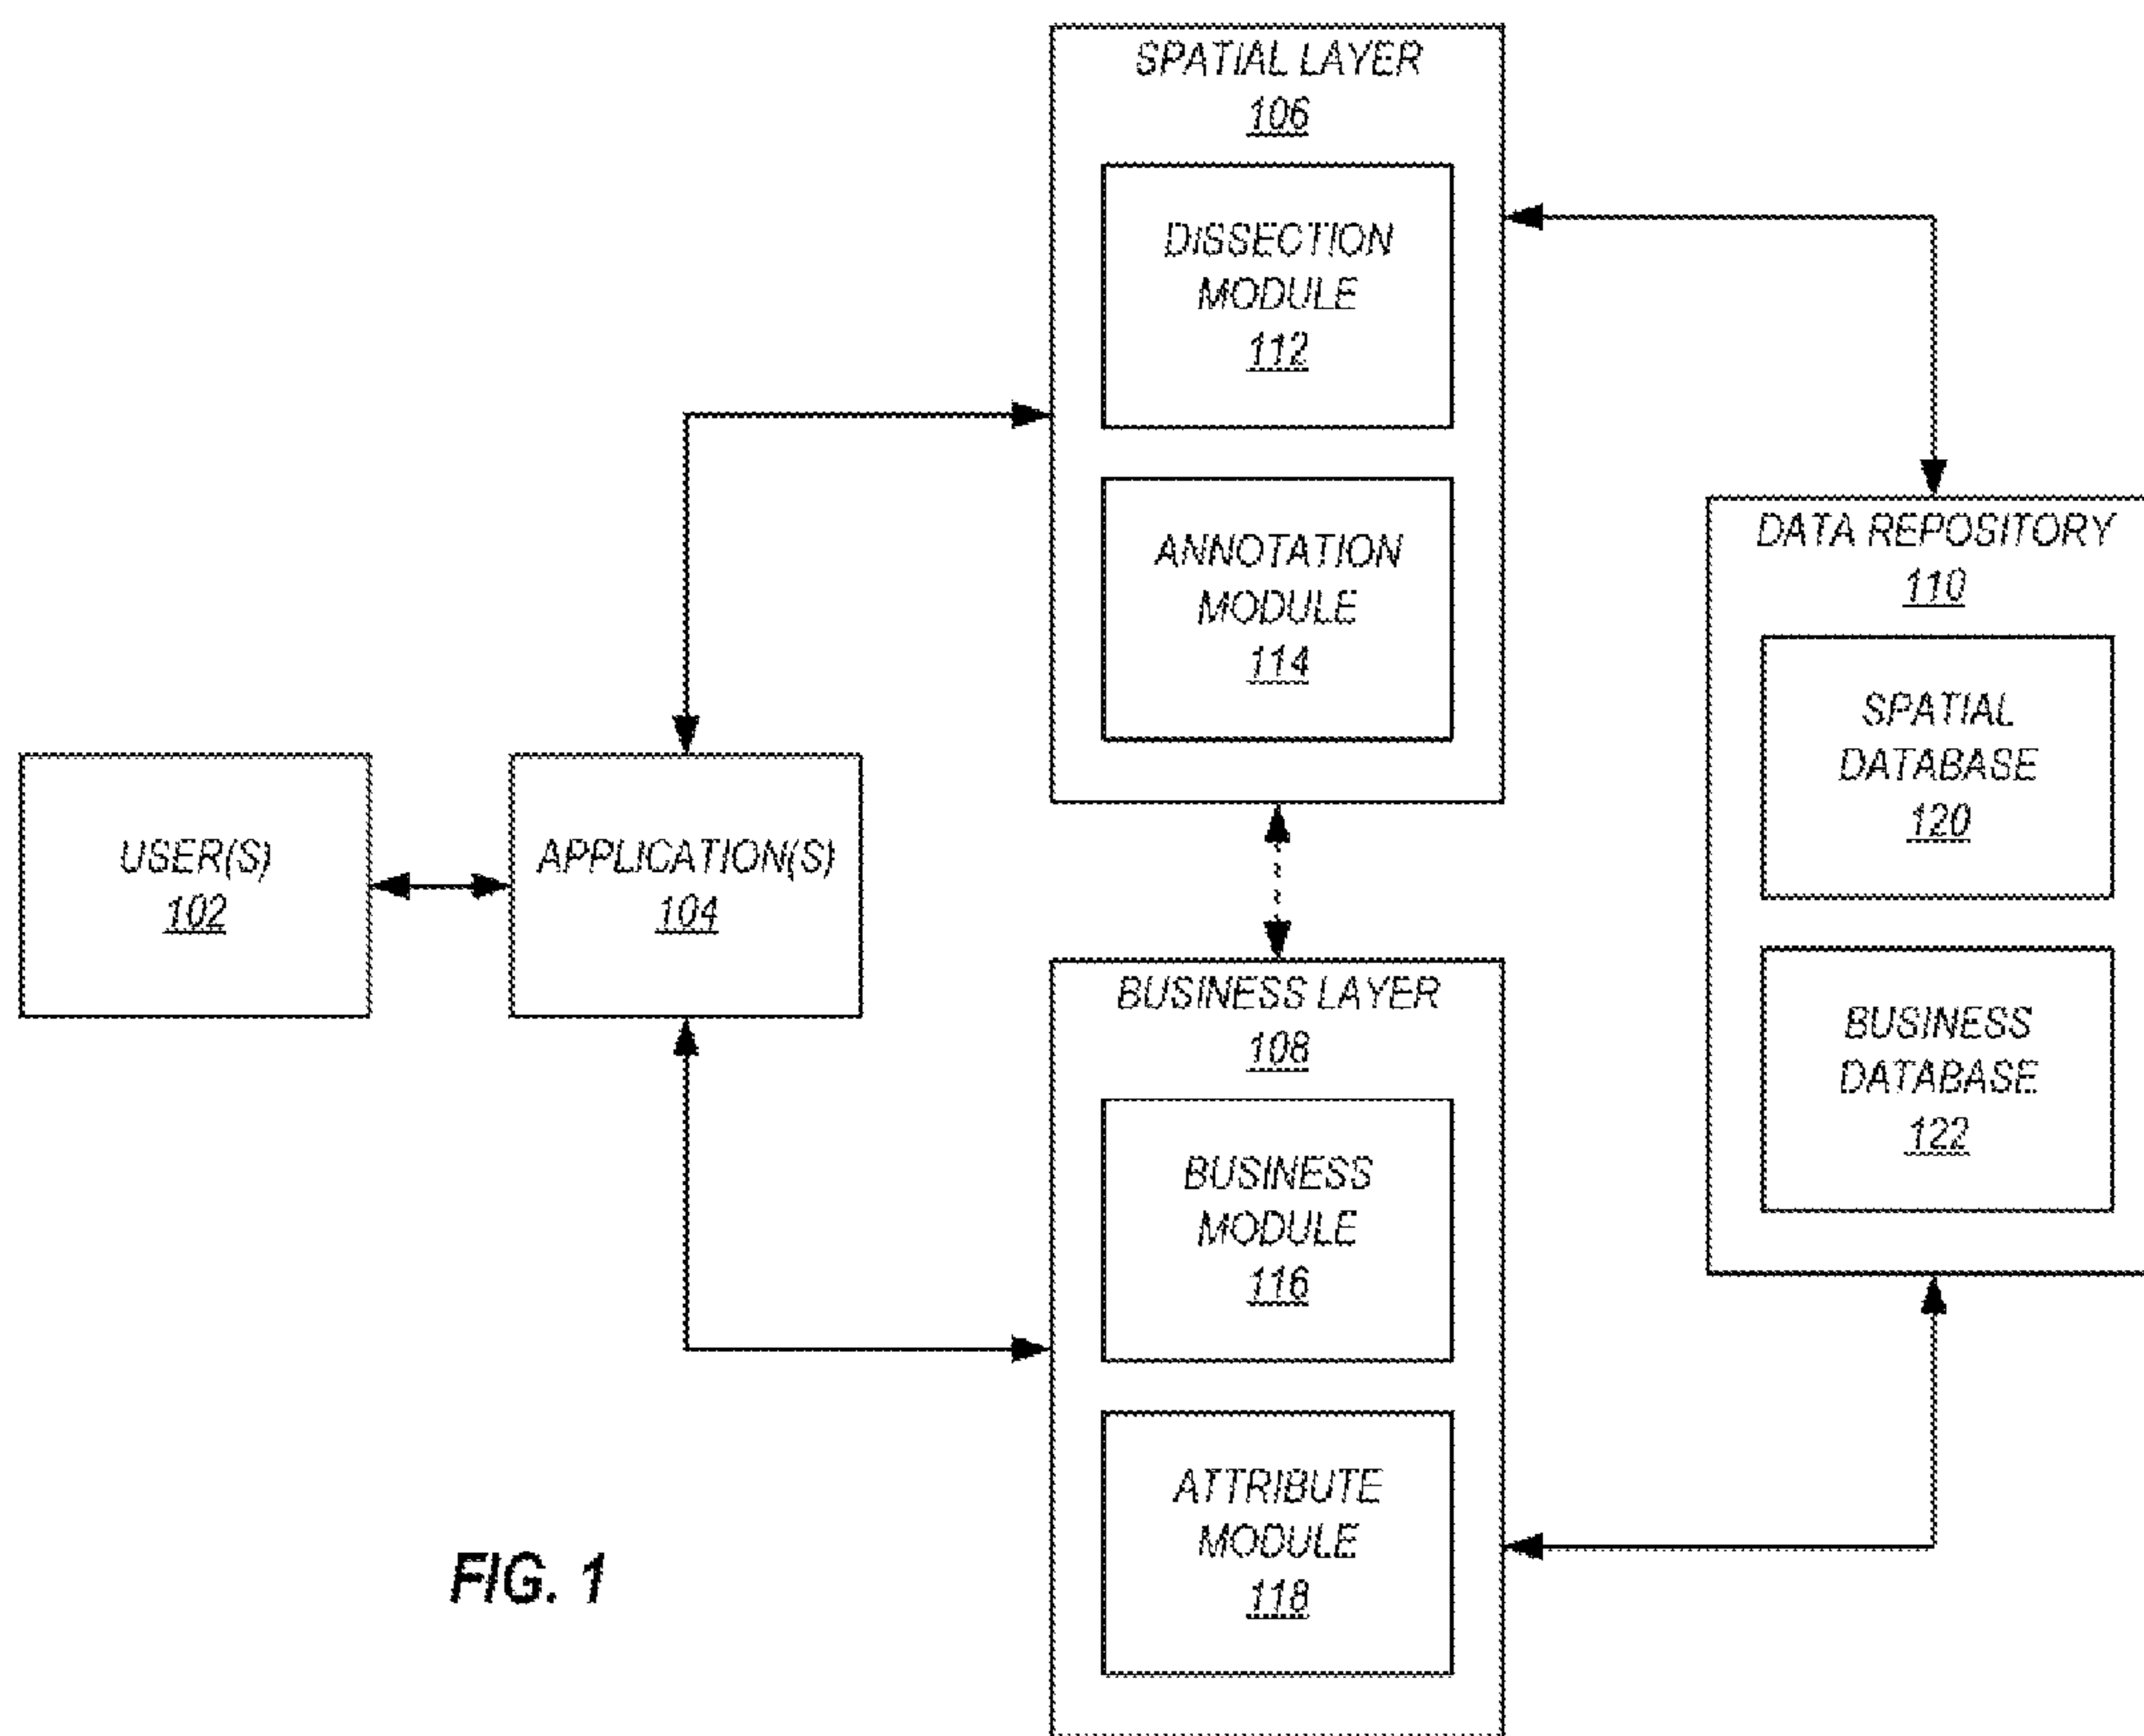 SPATIAL LAYER
106
DISSECTION
MODULE
112
ANNOTATION
MODULE
114
DATA REPOSITORY
110
SPATIAL
DATABASE
120
BUSINESS
DATABASE
122
USER(S)
102
APPLICATION(S)
104
BUSINESS LAYER
108
BUSINESS
MODULE
116
ATTRIBUTE
MODULE
118
FIG. 1